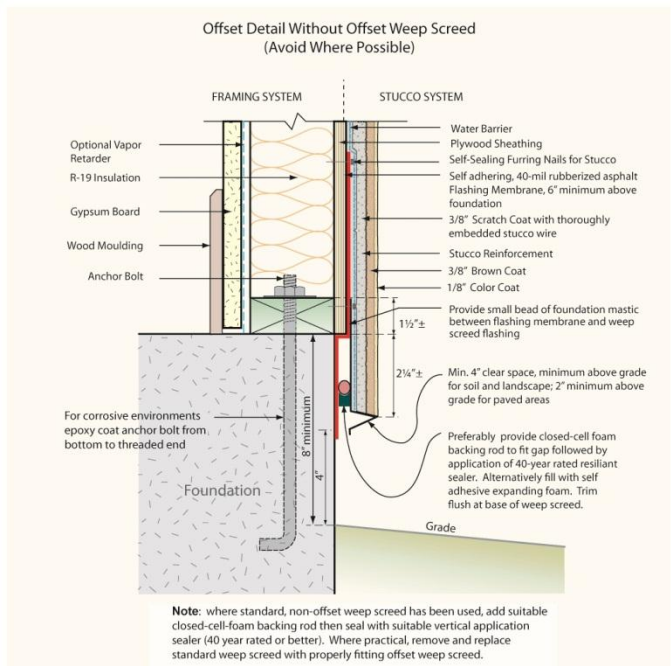 Offset Detail Without Offset Weep Screed
(Avoid Where Possible)
FRAMING SYSTEM
STUCCO SYSTEM
Optional Vapor
Retarder
R-19 Insulation
Gypsum Board
Wood Moulding
Anchor Bolt
For corrosive environments
epoxy coat anchor bolt from
bottom to threaded end
Foundation
8" minimum
4"
1½"±
2¼"±
Water Barrier
Plywood Sheathing
Self-Sealing Furring Nails for Stucco
Self adhering, 40-mil rubberized asphalt
Flashing Membrane, 6" minimum above
foundation
3/8" Scratch Coat with thoroughly
embedded stucco wire
Stucco Reinforcement
3/8" Brown Coat
1/8" Color Coat
Provide small bead of foundation mastic
between flashing membrane and weep
screed flashing
Min. 4" clear space, minimum above grade
for soil and landscape; 2" minimum above
grade for paved areas
Preferably provide closed-cell foam
backing rod to fit gap followed by
application of 40-year rated resiliant
sealer. Alternatively fill with self
adhesive expanding foam. Trim
flush at base of weep screed.
Grade
Note: where standard, non-offset weep screed has been used, add suitable
closed-cell-foam backing rod then seal with suitable vertical application
sealer (40 year rated or better). Where practical, remove and replace
standard weep screed with properly fitting offset weep screed.